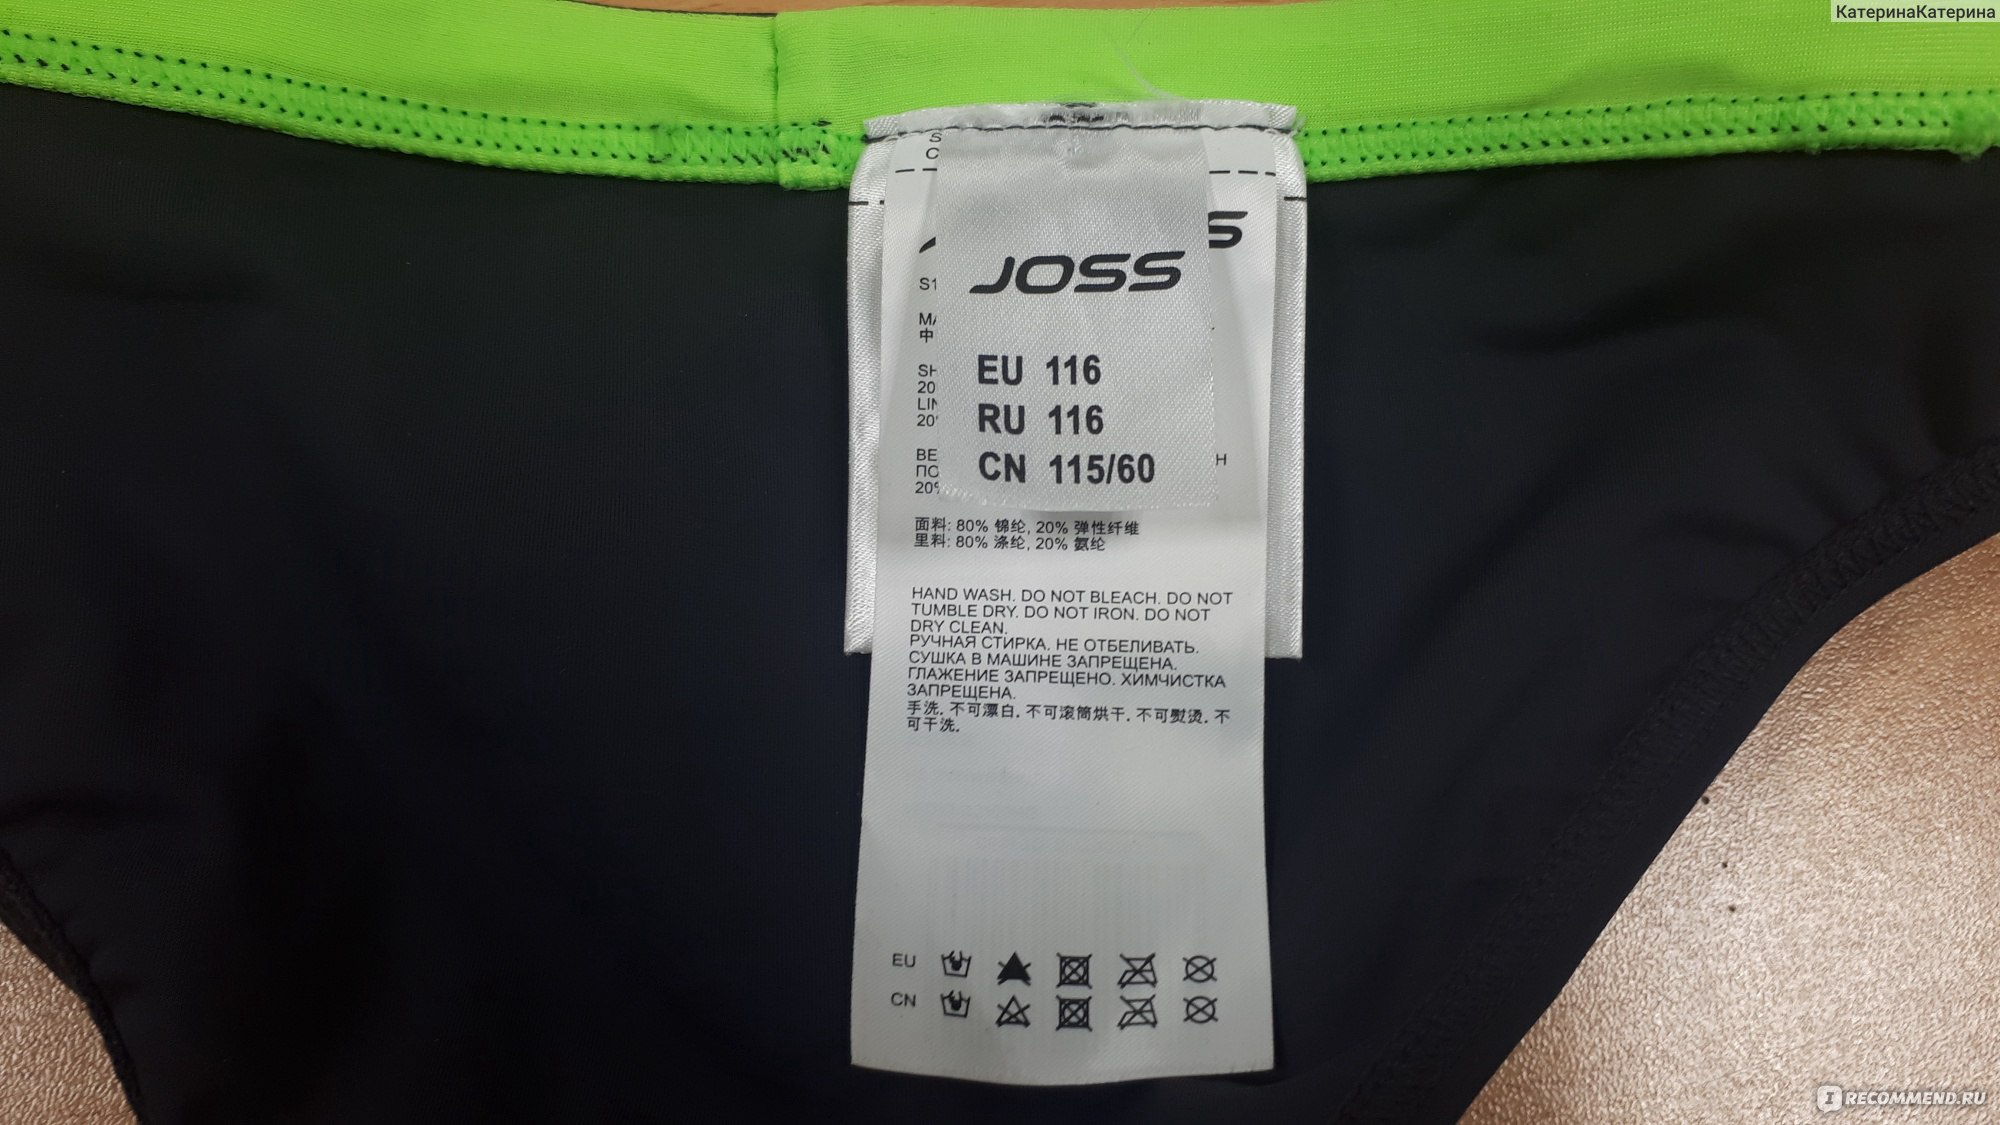 КатеринаКатерина
JOSS
EU 116
RU 116
CN 115/60
面料: 80% 锦纶, 20% 弹性纤维
里料: 80% 涤纶, 20% 氨纶
HAND WASH. DO NOT BLEACH. DO NOT
TUMBLE DRY. DO NOT IRON. DO NOT
DRY CLEAN.
РУЧНАЯ СТИРКА. НЕ ОТБЕЛИВАТЬ.
СУШКА В МАШИНЕ ЗАПРЕЩЕНА.
ГЛАЖЕНИЕ ЗАПРЕЩЕНО. ХИМЧИСТКА
ЗАПРЕЩЕНА.
手洗. 不可漂白. 不可滚筒烘干. 不可熨烫. 不
可干洗.
EU
CN
IRECOMMEND.RU